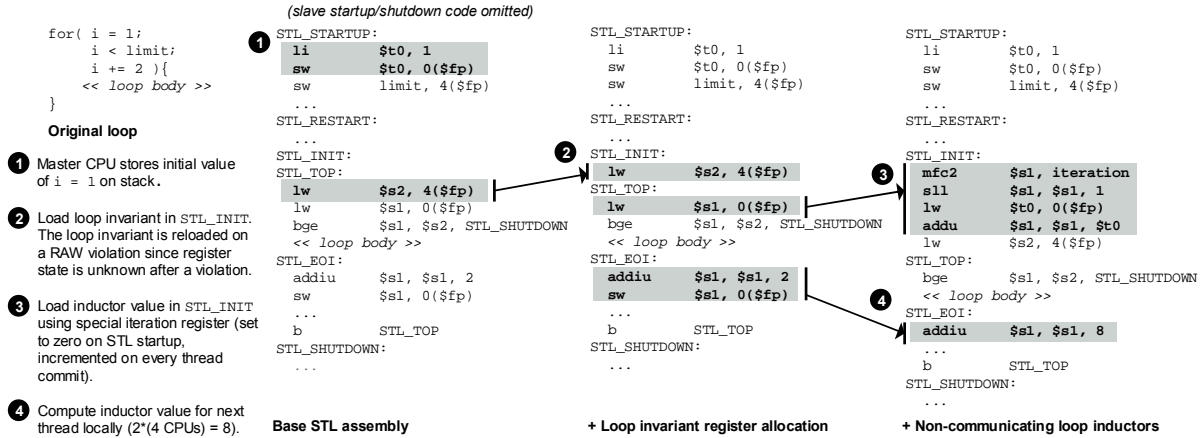 for( i = 1;
i < limit;
i += 2 ){
<< loop body >>
}
Original loop
1 Master CPU stores initial value
of i = 1 on stack.
2 Load loop invariant in STL_INIT.
The loop invariant is reloaded on
a RAW violation since register
state is unknown after a violation.
3 Load inductor value in STL_INIT
using special iteration register (set
to zero on STL startup,
incremented on every thread
commit).
4 Compute inductor value for next
thread locally (2*(4 CPUs) = 8).
(slave startup/shutdown code omitted)
1
STL_STARTUP:
li $t0, 1
sw $t0, 0($fp)
sw limit, 4($fp)
...
STL_RESTART:
...
STL_INIT:
STL_TOP:
lw $s2, 4($fp)
lw $s1, 0($fp)
bge $s1, $s2, STL_SHUTDOWN
<< loop body >>
STL_EOI:
addiu $s1, $s1, 2
sw $s1, 0($fp)
...
b STL_TOP
STL_SHUTDOWN:
...
Base STL assembly
STL_STARTUP:
li $t0, 1
sw $t0, 0($fp)
sw limit, 4($fp)
...
STL_RESTART:
...
2
STL_INIT:
lw $s2, 4($fp)
STL_TOP:
lw $s1, 0($fp)
bge $s1, $s2, STL_SHUTDOWN
<< loop body >>
STL_EOI:
addiu $s1, $s1, 2
sw $s1, 0($fp)
...
b STL_TOP
STL_SHUTDOWN:
...
+ Loop invariant register allocation
STL_STARTUP:
li $t0, 1
sw $t0, 0($fp)
sw limit, 4($fp)
...
STL_RESTART:
...
STL_INIT:
3
mfc2 $s1, iteration
sll $s1, $s1, 1
lw $t0, 0($fp)
addu $s1, $s1, $t0
lw $s2, 4($fp)
STL_TOP:
bge $s1, $s2, STL_SHUTDOWN
<< loop body >>
4
STL_EOI:
addiu $s1, $s1, 8
...
b STL_TOP
STL_SHUTDOWN:
...
+ Non-communicating loop inductors